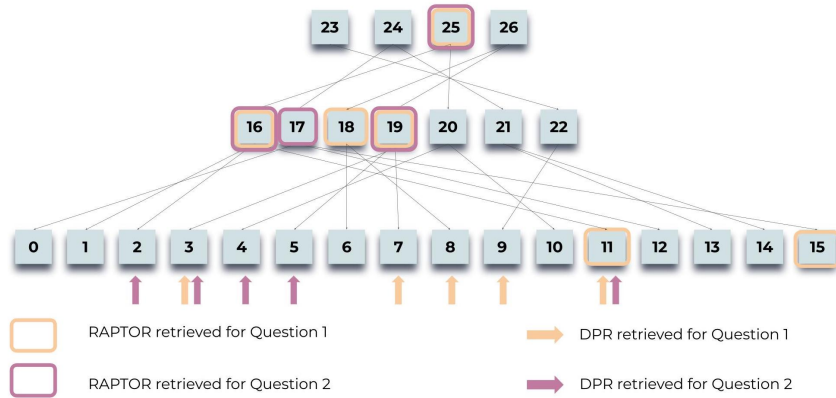 23 24 25 26
16 17 18 19 20 21 22
0 1 2 3 4 5 6 7 8 9 10 11 12 13 14 15
RAPTOR retrieved for Question 1
DPR retrieved for Question 1
RAPTOR retrieved for Question 2
DPR retrieved for Question 2